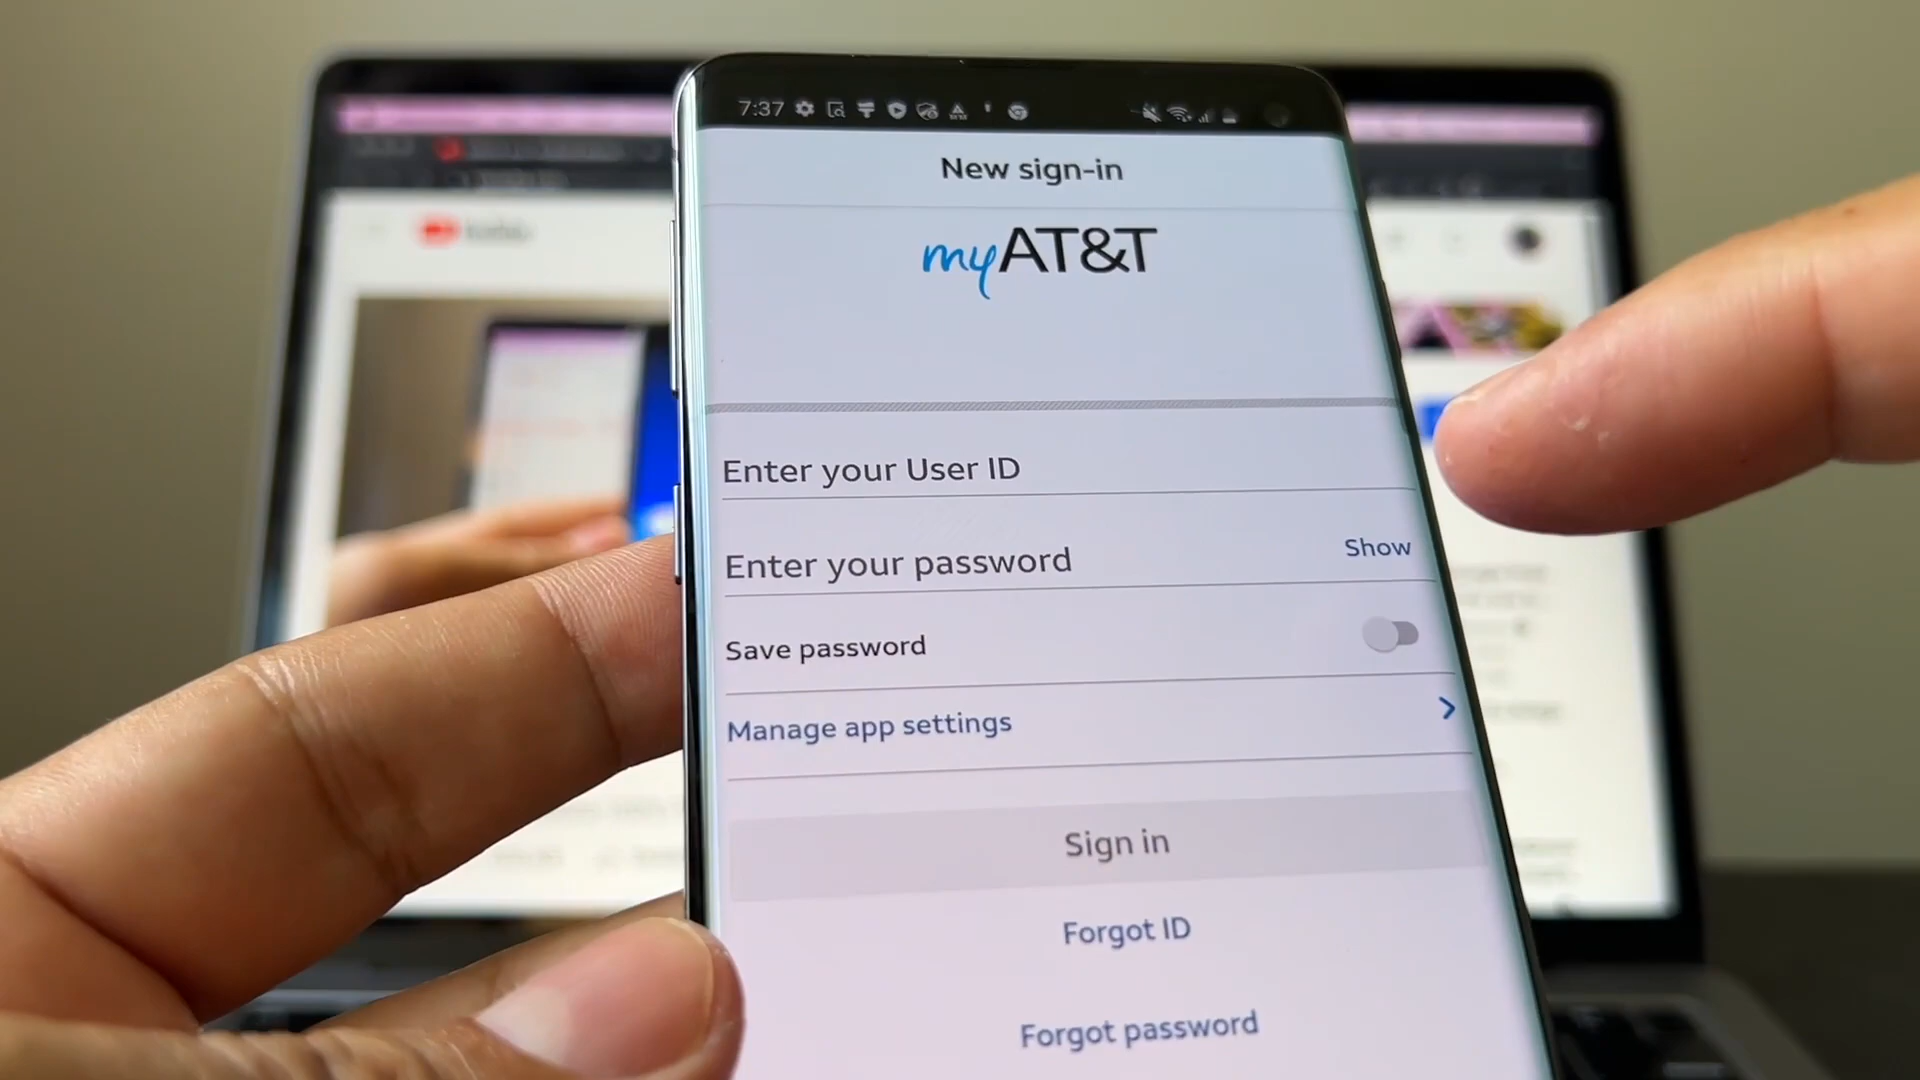 7:37
New sign-in
myAT&T
Enter your User ID
Enter your password
Show
Save password
Manage app settings
Sign in
Forgot ID
Forgot password